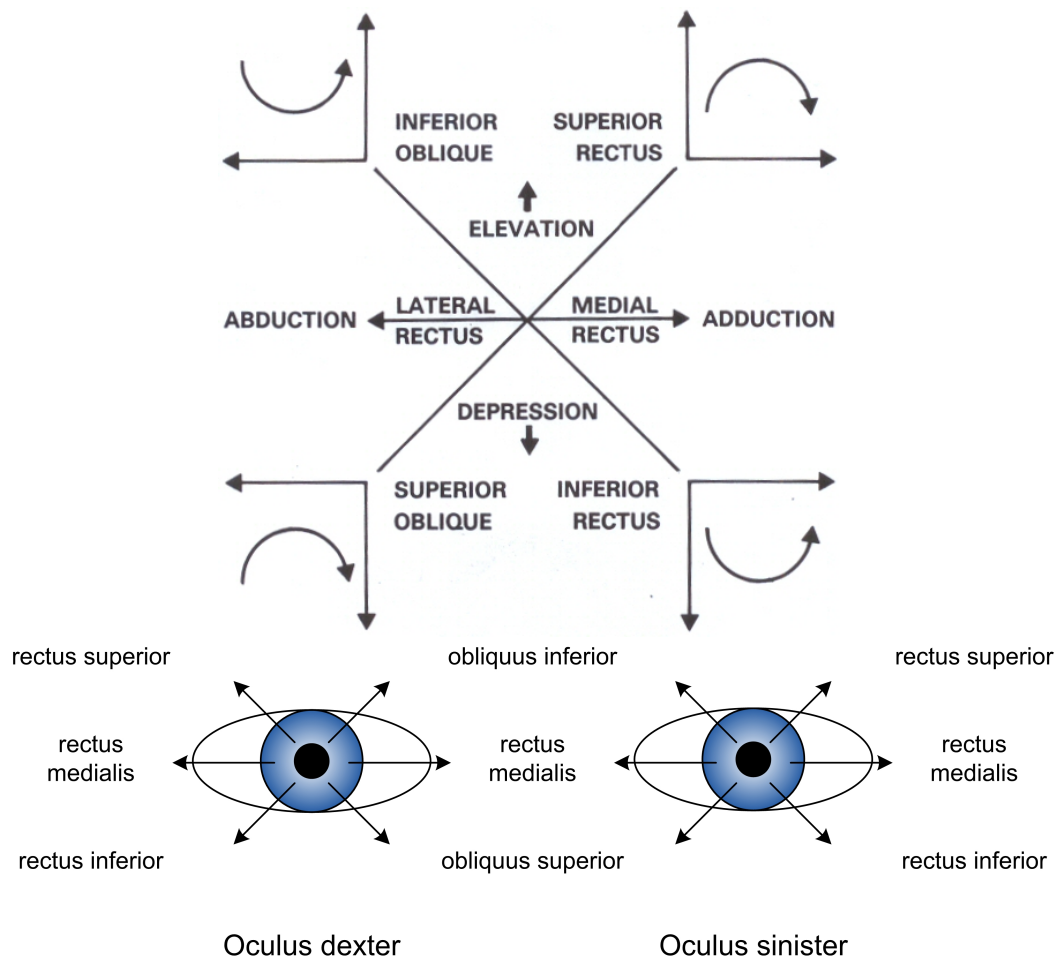 INFERIOR
OBLIQUE
SUPERIOR
RECTUS
ELEVATION
ABDUCTION
LATERAL
RECTUS
MEDIAL
RECTUS
ADDUCTION
DEPRESSION
SUPERIOR
OBLIQUE
INFERIOR
RECTUS
rectus superior
obliquus inferior
rectus superior
rectus
medialis
rectus
medialis
rectus
medialis
rectus inferior
obliquus superior
rectus inferior
Oculus dexter
Oculus sinister